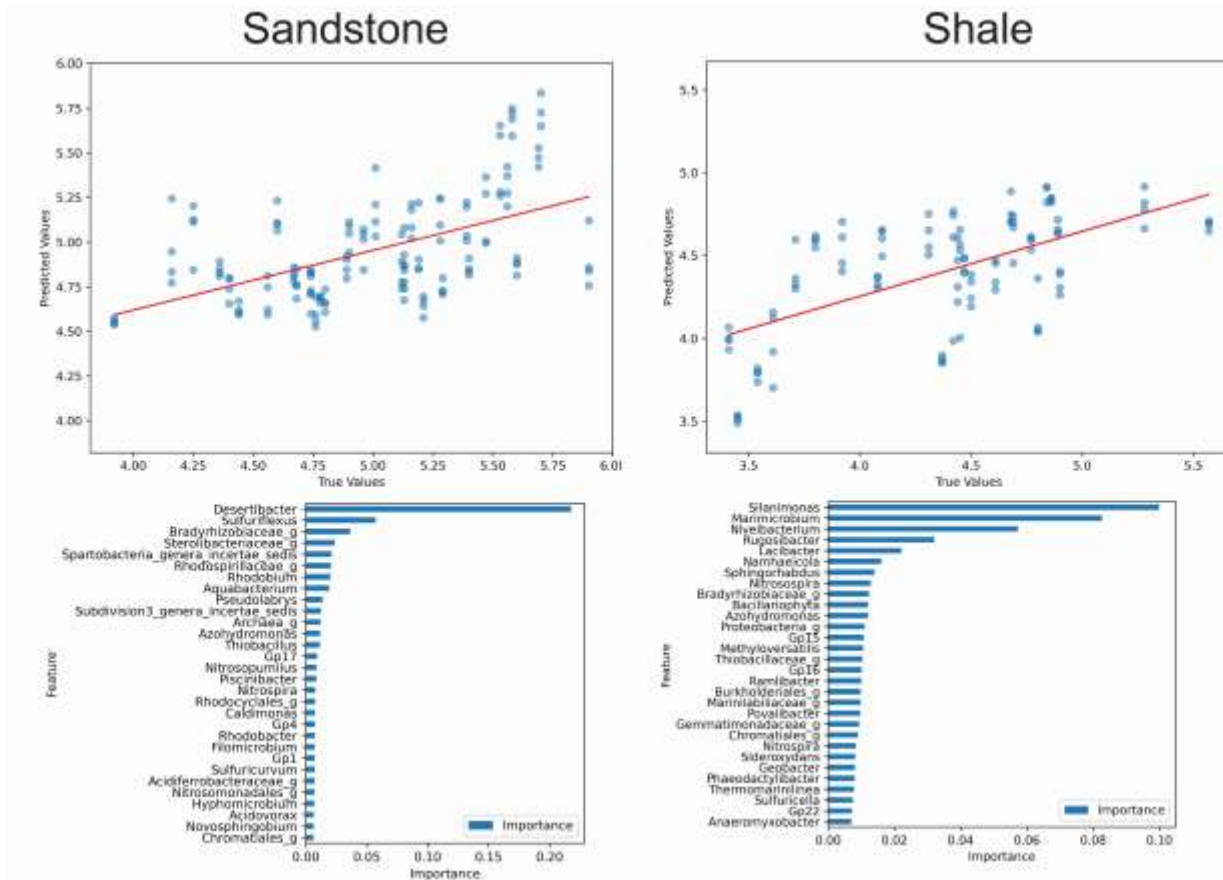 Sandstone
Shale
6.00
5.75
5.50
5.25
5.00
4.75
4.50
4.25
4.00
Predicted Values
4.00 4.25 4.50 4.75 5.00 5.25 5.50 5.75 6.0
True Values
5.5
5.0
4.5
4.0
3.5
Predicted Values
3.5 4.0 4.5 5.0 5.5
True Values
Desertibacter
Sulfuriflexus
Bradyrhizobiaceae_g
Sterolibacteriaceae_g
Spartobacteria_genera_incertae_sedis
Rhodospirillaceae_g
Rhodobium
Aquabacterium
Pseudolabrys
Subdivision3_genera_incertae_sedis
Archaea_g
Azohydromonas
Thiobacillus
Gp17
Nitrosopumilus
Piscinibacter
Nitrospira
Rhodocyclales_g
Caldimonas
Gp4
Rhodobacter
Filomicrobium
Gp1
Sulfuricurvum
Acidiferrobacteraceae_g
Nitrosomonadales_g
Hyphomicrobium
Acidovorax
Novosphingobium
Chromatiales_g
Feature
Importance
0.00 0.05 0.10 0.15 0.20
Importance
Silanimonas
Marimicrobium
Niveibacterium
Rugosibacter
Lacibacter
Namhaeicola
Sphingorhabdus
Nitrosospira
Bradyrhizobiaceae_g
Bacillariophyta
Azohydromonas
Proteobacteria_g
Gp15
Methyloversatilis
Thiobacillaceae_g
Gp16
Ramlibacter
Burkholderiales_g
Marinilabiliaceae_g
Povalibacter
Gemmatimonadaceae_g
Chromatiales_g
Nitrospira
Sideroxydans
Geobacter
Phaeodactylibacter
Thermomarinilinea
Sulfuricella
Gp22
Anaeromyxobacter
Feature
Importance
0.00 0.02 0.04 0.06 0.08 0.10
Importance